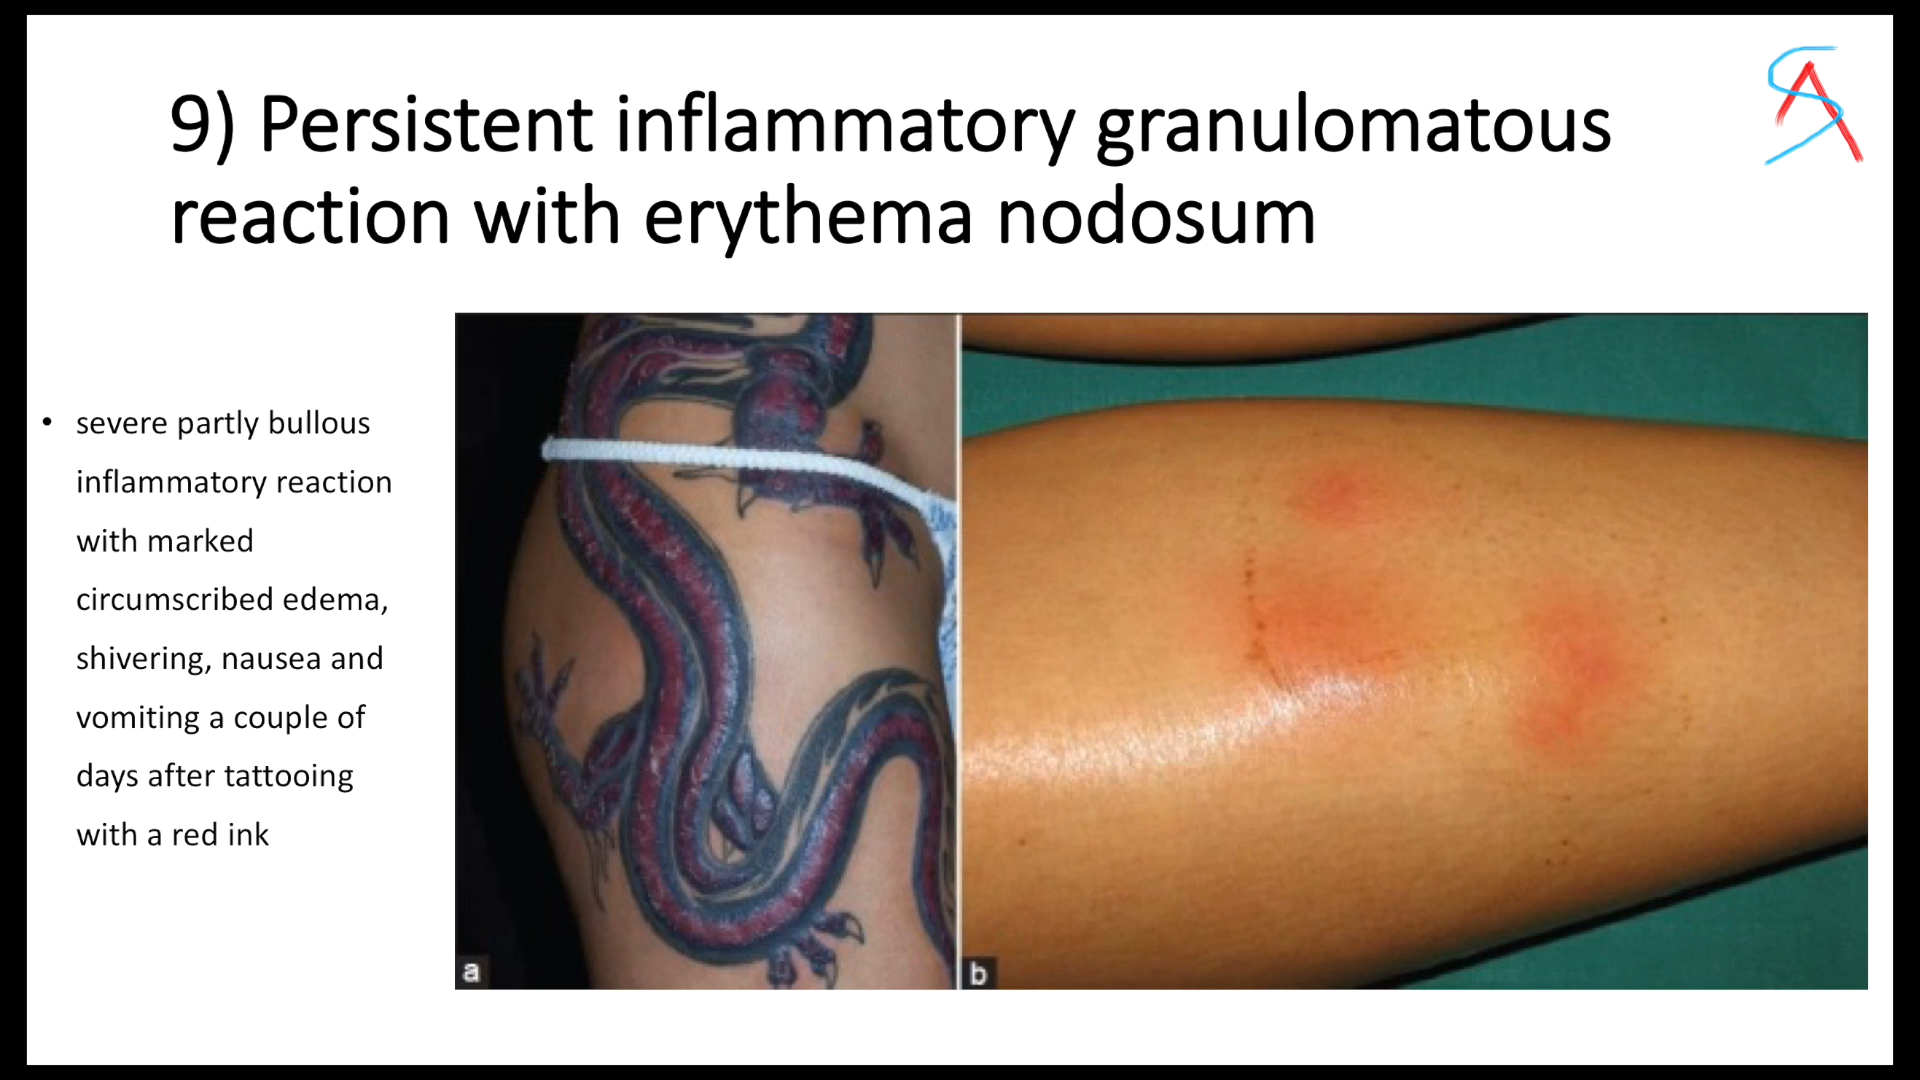 9) Persistent inflammatory granulomatous
reaction with erythema nodosum
• severe partly bullous
inflammatory reaction
with marked
circumscribed edema,
shivering, nausea and
vomiting a couple of
days after tattooing
with a red ink
a
b
SA